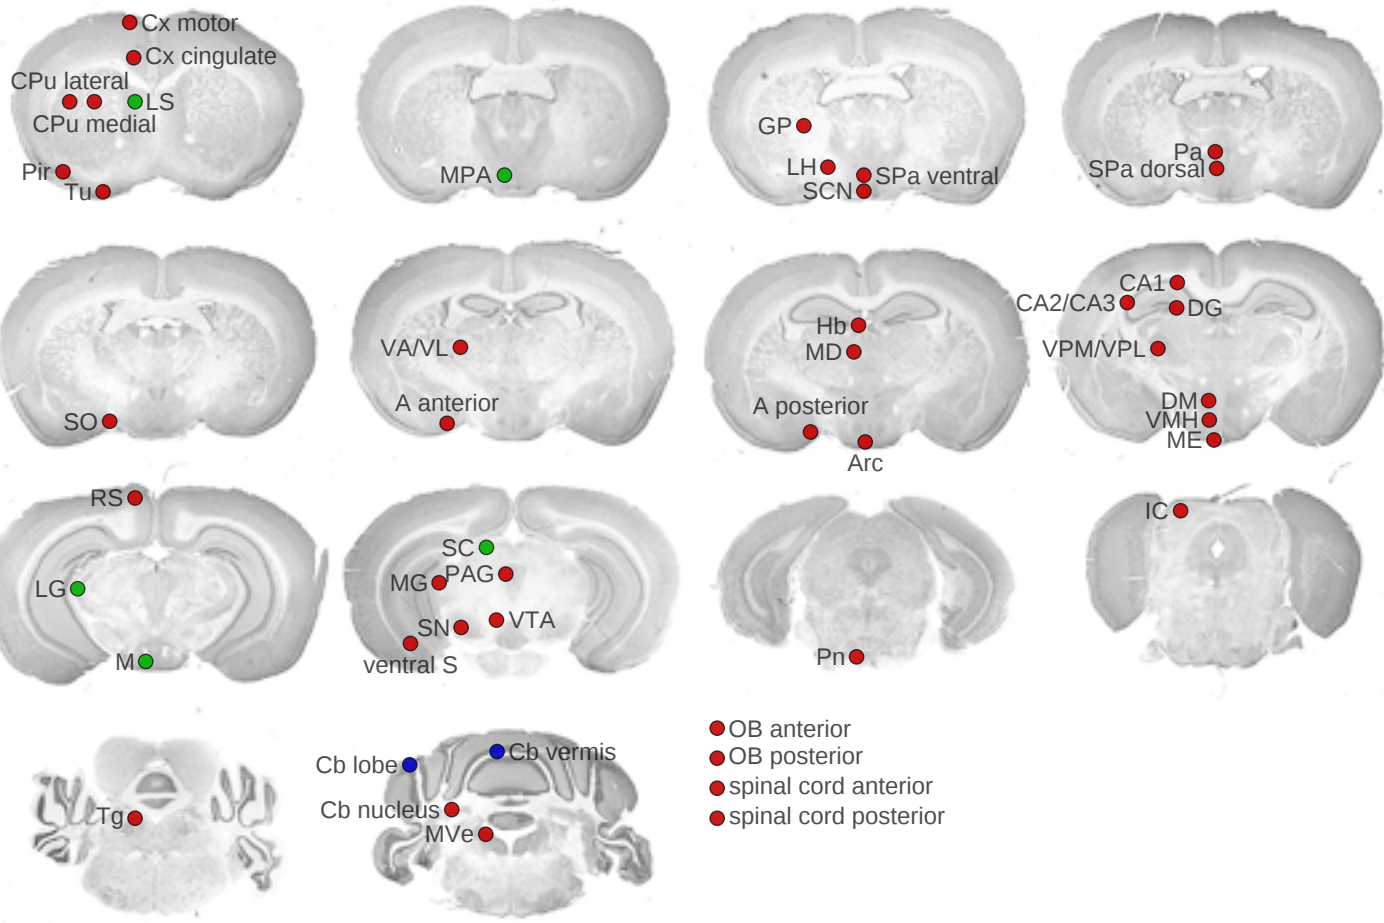 Cx motor
Cx cingulate
CPu lateral
LS
CPu medial
Pir
Tu
MPA
GP
LH
SPa ventral
SCN
Pa
SPa dorsal
SO
VA/VL
A anterior
Hb
MD
A posterior
Arc
CA1
CA2/CA3
DG
VPM/VPL
DM
VMH
ME
RS
LG
M
SC
MG
PAG
SN
VTA
ventral S
Pn
IC
Tg
Cb lobe
Cb vermis
Cb nucleus
MVe
OB anterior
OB posterior
spinal cord anterior
spinal cord posterior